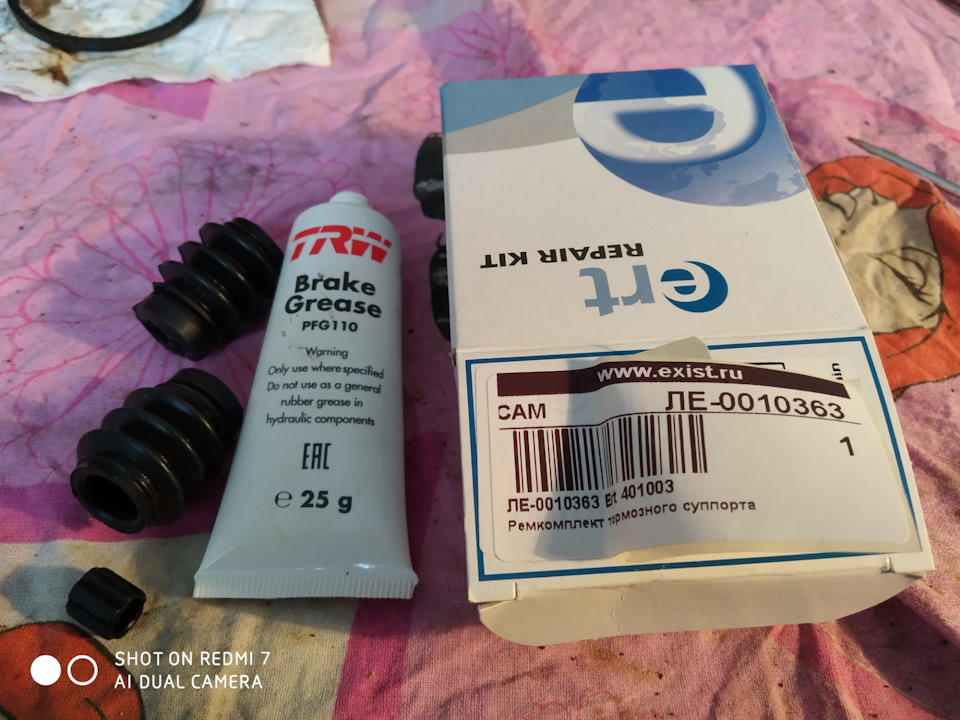 TRW
Brake
Grease
PFG110
Warning
Only use where specified
Do not use as a general
rubber grease in
hydraulic components
EAC
℮ 25 g
ert
REPAIR KIT
www.exist.ru
САМ
ЛЕ-0010363
1
ЛЕ-0010363 Ert 401003
Ремкомплект тормозного суппорта
SHOT ON REDMI 7
AI DUAL CAMERA